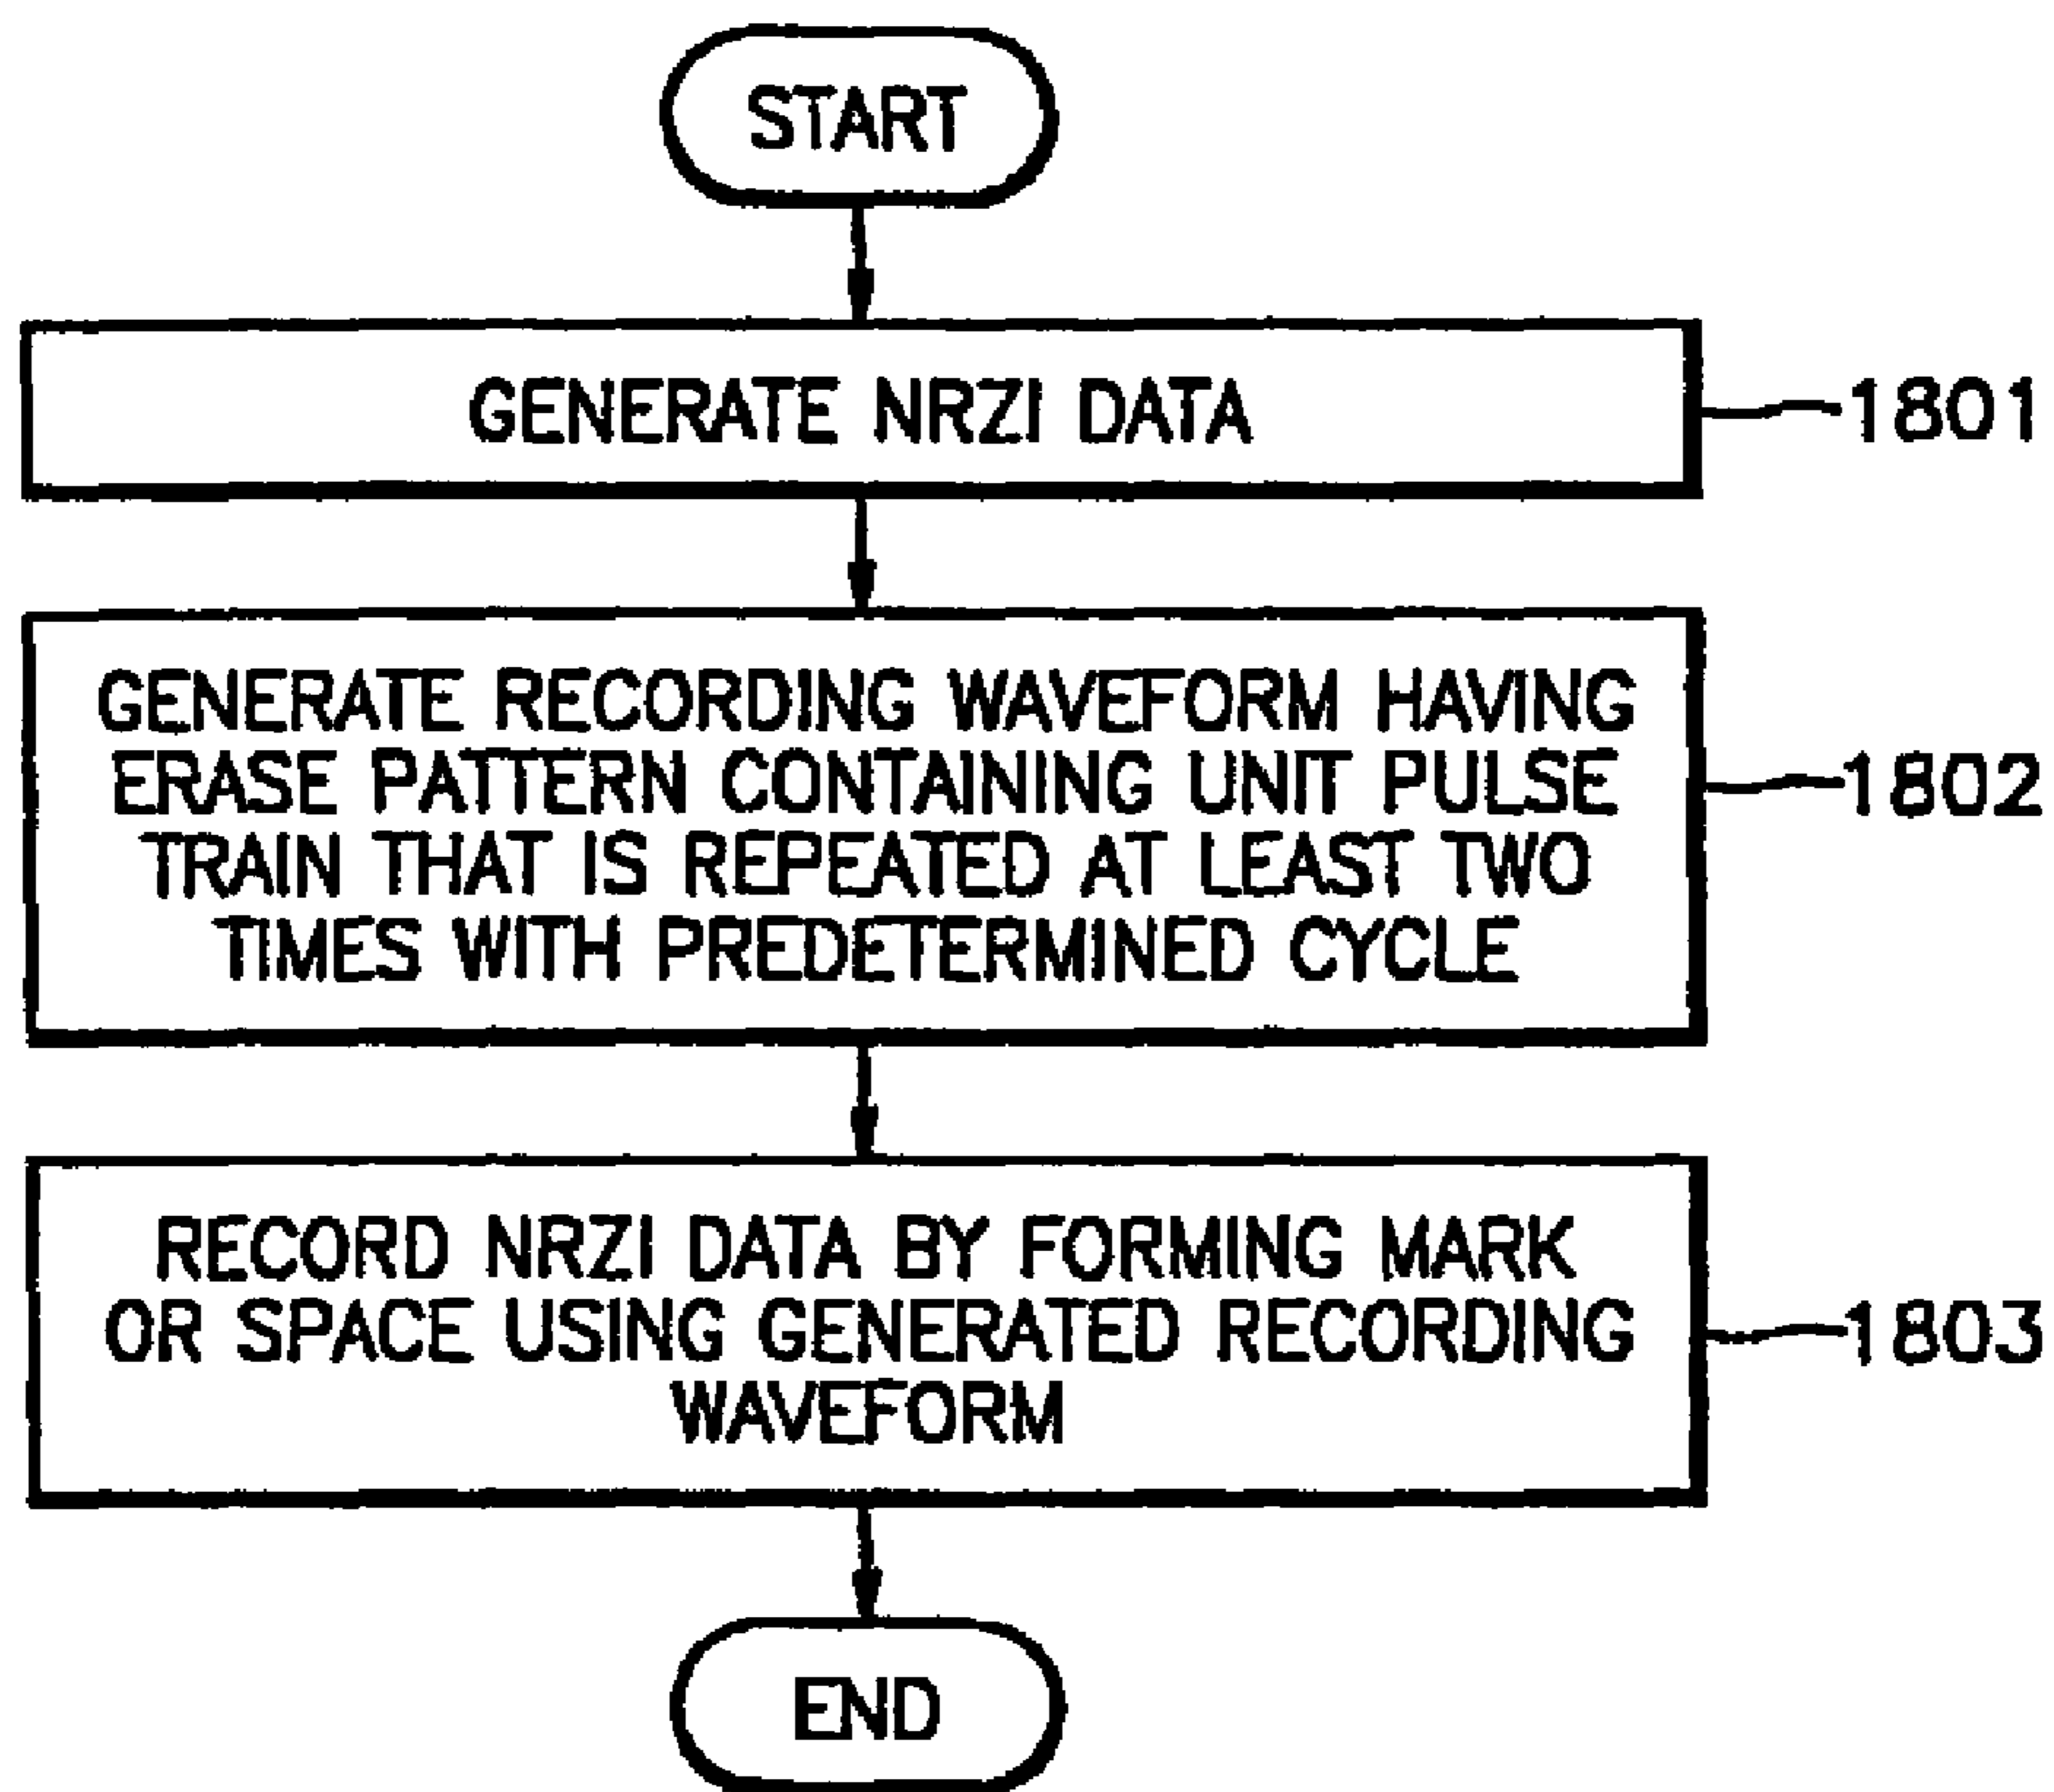 START
GENERATE NRZI DATA
1801
GENERATE RECORDING WAVEFORM HAVING
ERASE PATTERN CONTAINING UNIT PULSE
TRAIN THAT IS REPEATED AT LEAST TWO
TIMES WITH PREDETERMINED CYCLE
1802
RECORD NRZI DATA BY FORMING MARK
OR SPACE USING GENERATED RECORDING
WAVEFORM
1803
END